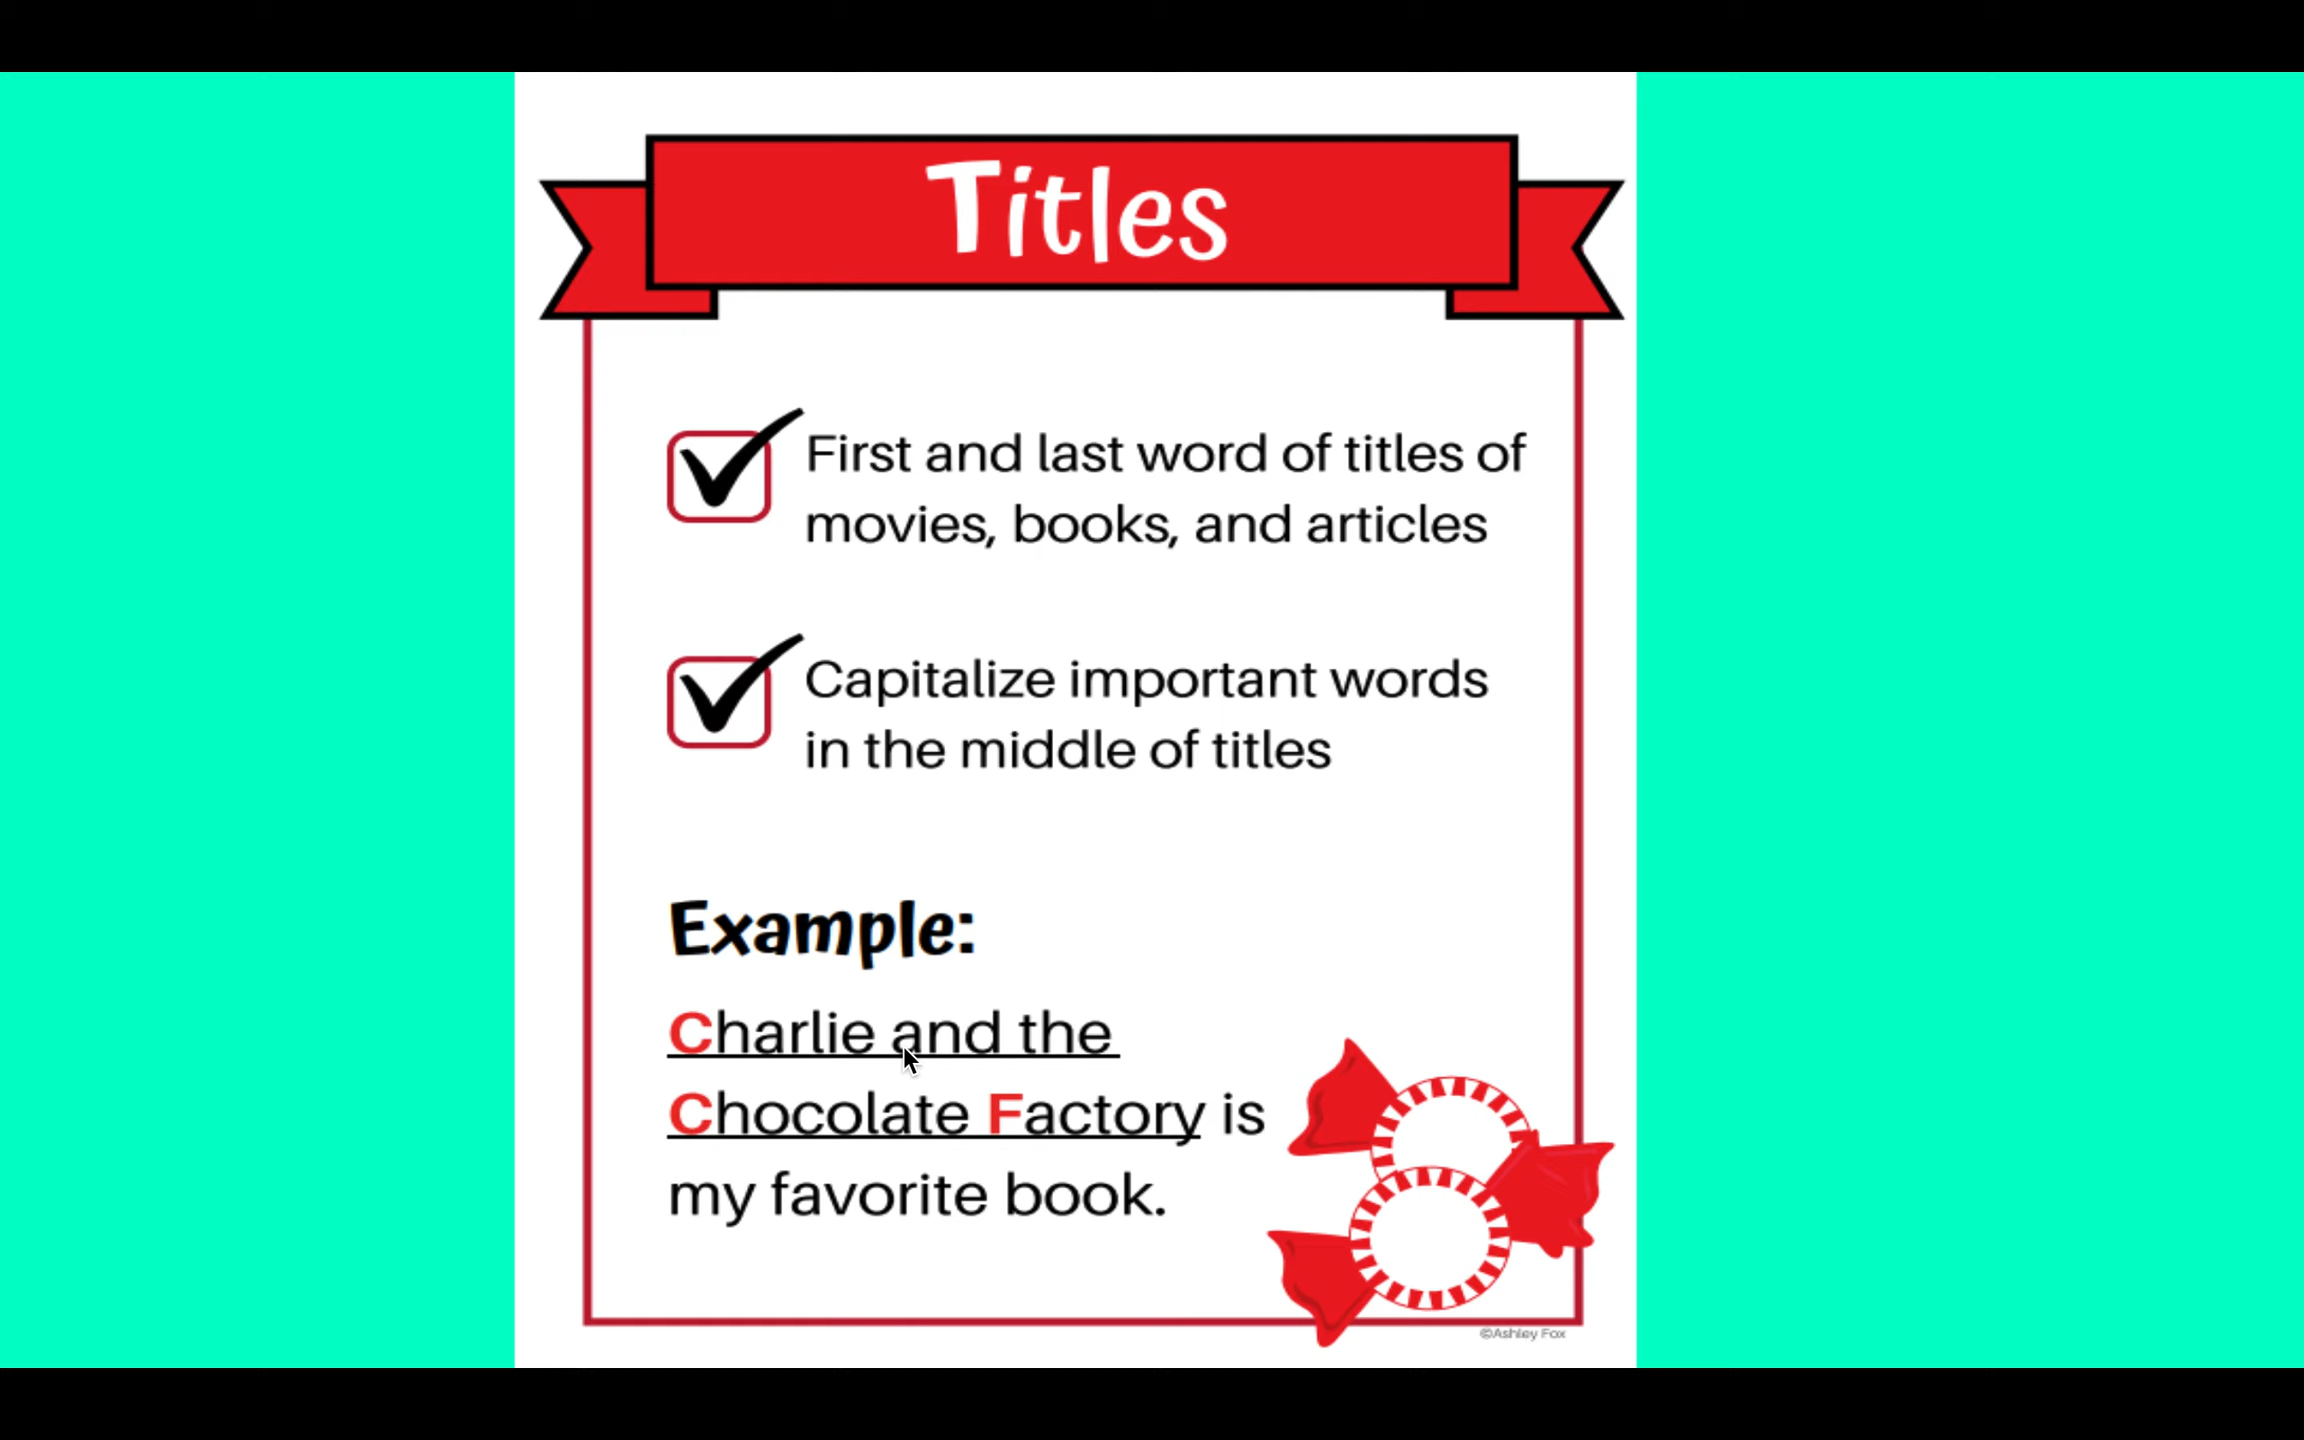 Titles
First and last word of titles of
movies, books, and articles
Capitalize important words
in the middle of titles
Example:
Charlie and the
Chocolate Factory is
my favorite book.
©Ashley Fox